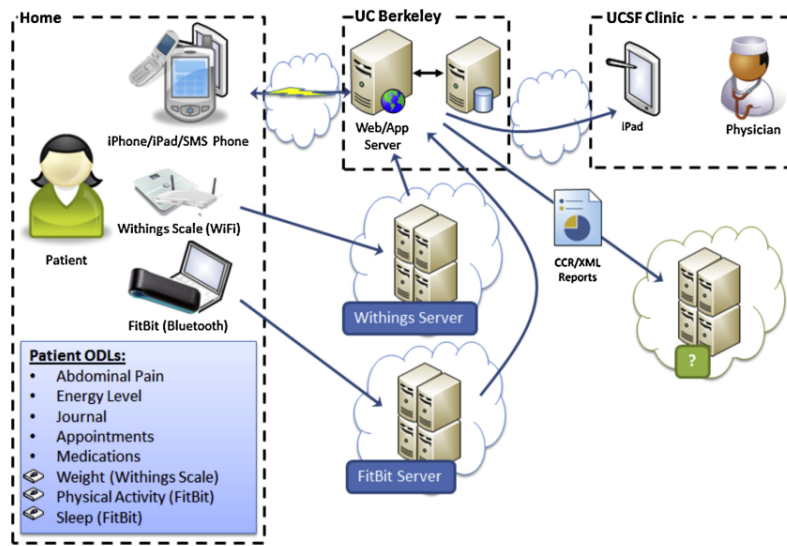 Home
UC Berkeley
UCSF Clinic
iPhone/iPad/SMS Phone
Web/App
Server
iPad
Physician
Patient
Withings Scale (WiFi)
CCR/XML
Reports
FitBit (Bluetooth)
Withings Server
?
FitBit Server
Patient ODLs:
• Abdominal Pain
• Energy Level
• Journal
• Appointments
• Medications
Weight (Withings Scale)
Physical Activity (FitBit)
Sleep (FitBit)